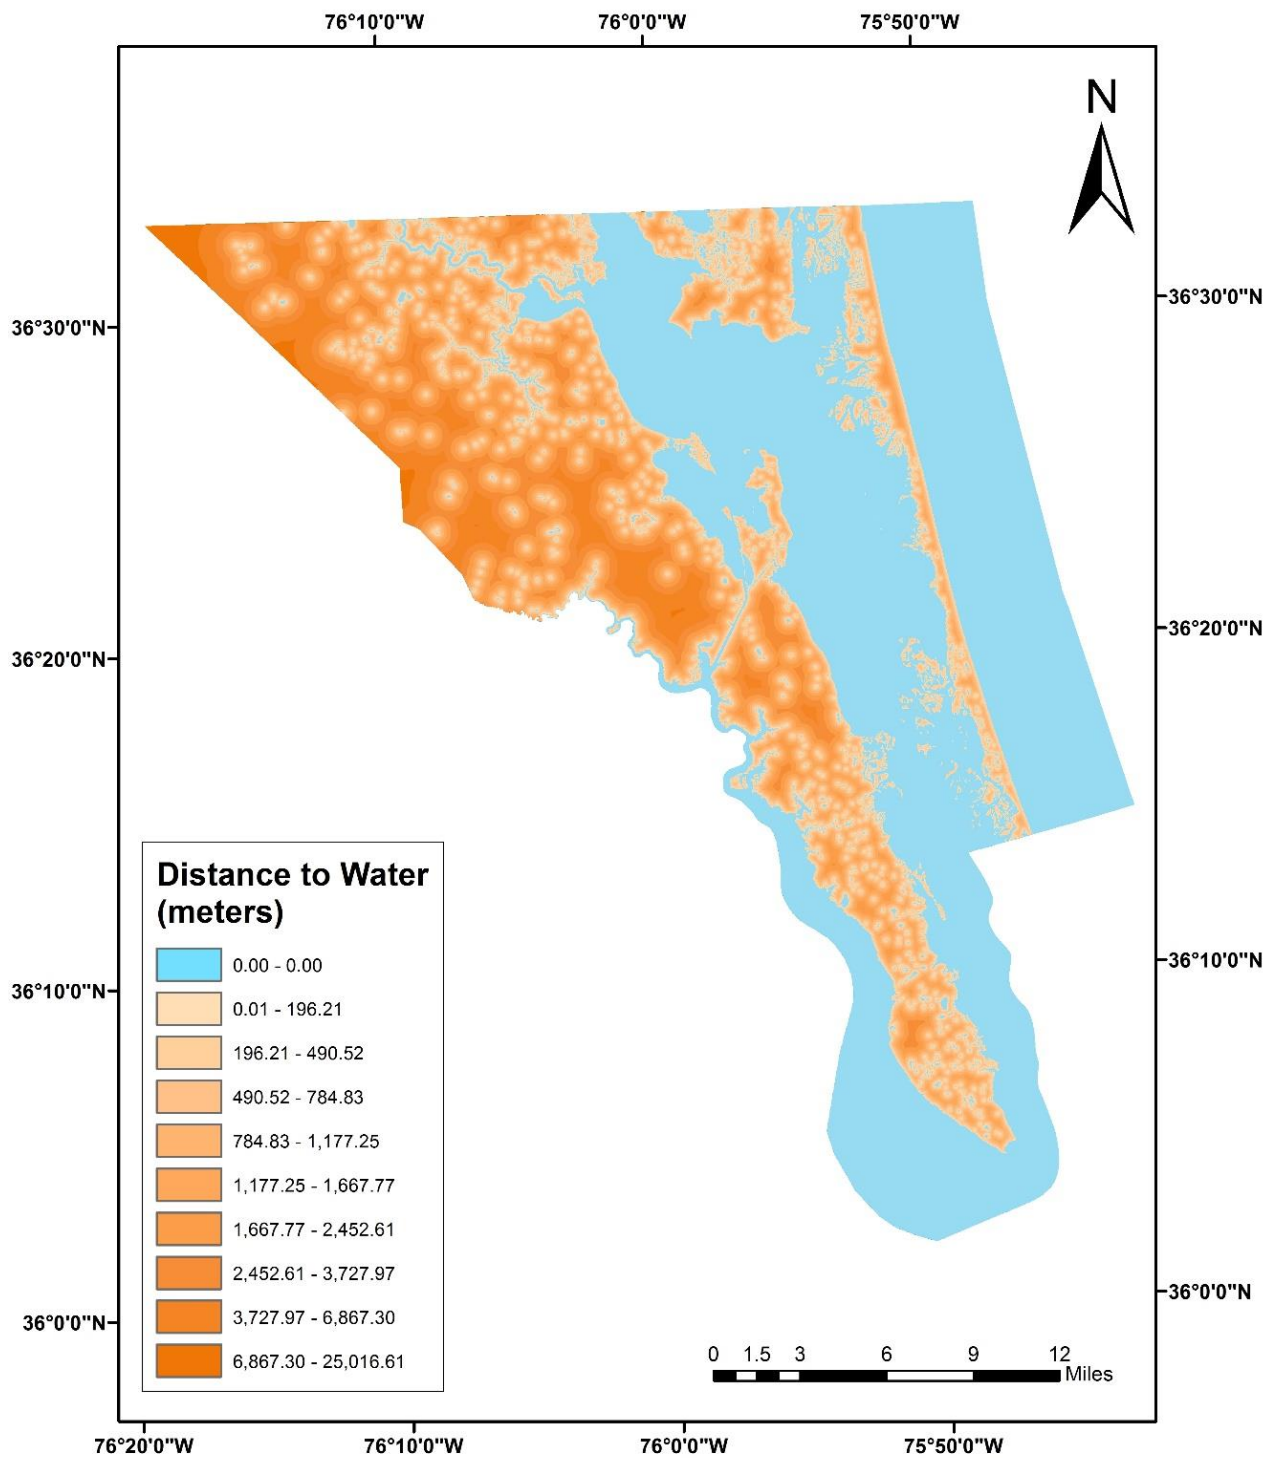 76°10'0"W 76°0'0"W 75°50'0"W
N
36°30'0"N
36°30'0"N
36°20'0"N
36°20'0"N
Distance to Water
(meters)
0.00 - 0.00
0.01 - 196.21
196.21 - 490.52
490.52 - 784.83
784.83 - 1,177.25
1,177.25 - 1,667.77
1,667.77 - 2,452.61
2,452.61 - 3,727.97
3,727.97 - 6,867.30
6,867.30 - 25,016.61
36°10'0"N
36°10'0"N
36°0'0"N
36°0'0"N
0 1.5 3 6 9 12
Miles
76°20'0"W 76°10'0"W 76°0'0"W 75°50'0"W